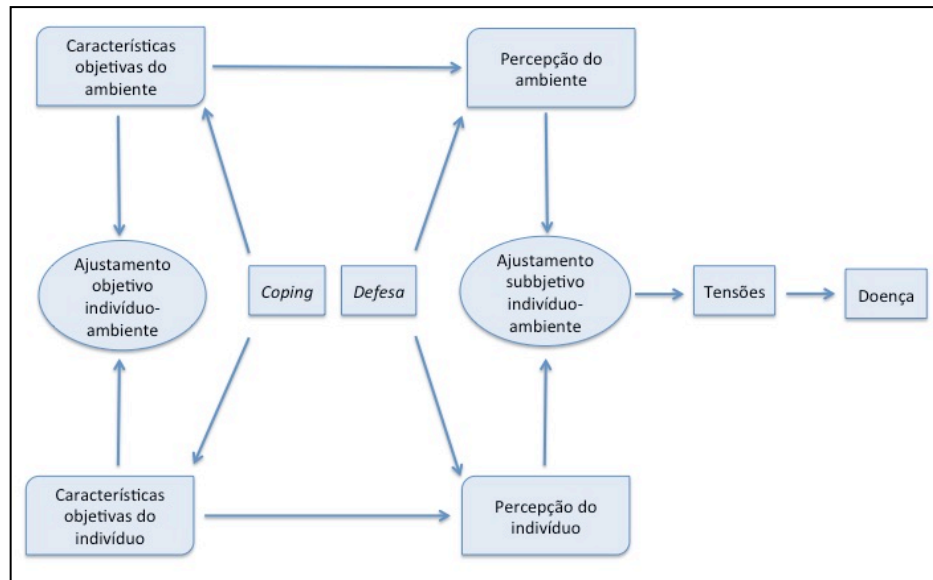 Características
objetivas do
ambiente
Percepção do
ambiente
Ajustamento
objetivo
indivíduo-
ambiente
Coping
Defesa
Ajustamento
subbjetivo
indivíduo-
ambiente
Tensões
Doença
Características
objetivas do
indivíduo
Percepção do
indivíduo